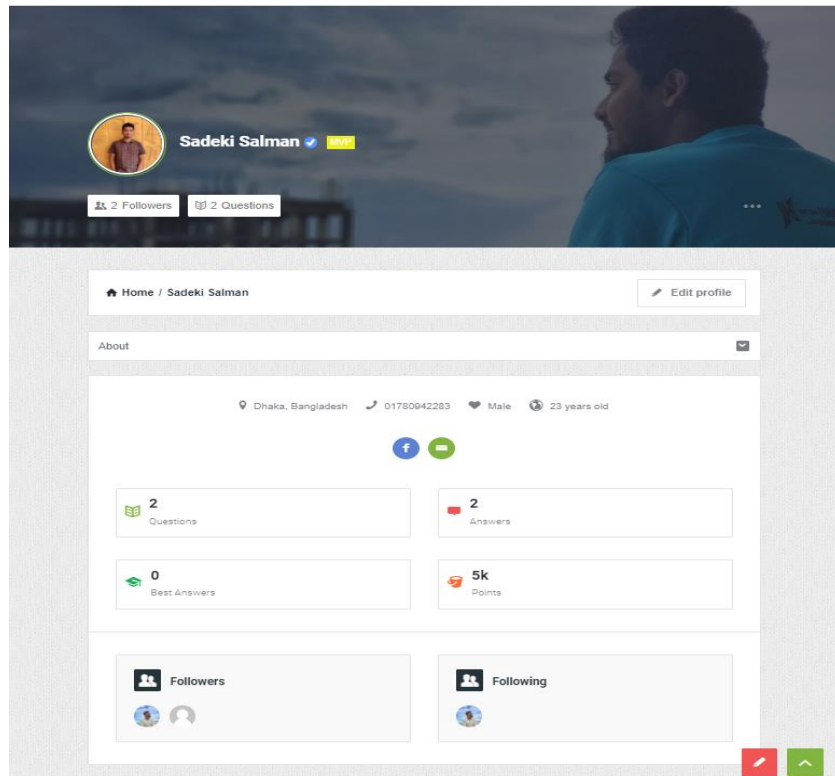 Sadeki Salman MVP
2 Followers 2 Questions
Home / Sadeki Salman Edit profile
About
Dhaka, Bangladesh 01780942283 Male 23 years old
2
Questions
2
Answers
0
Best Answers
5k
Points
Followers
Following